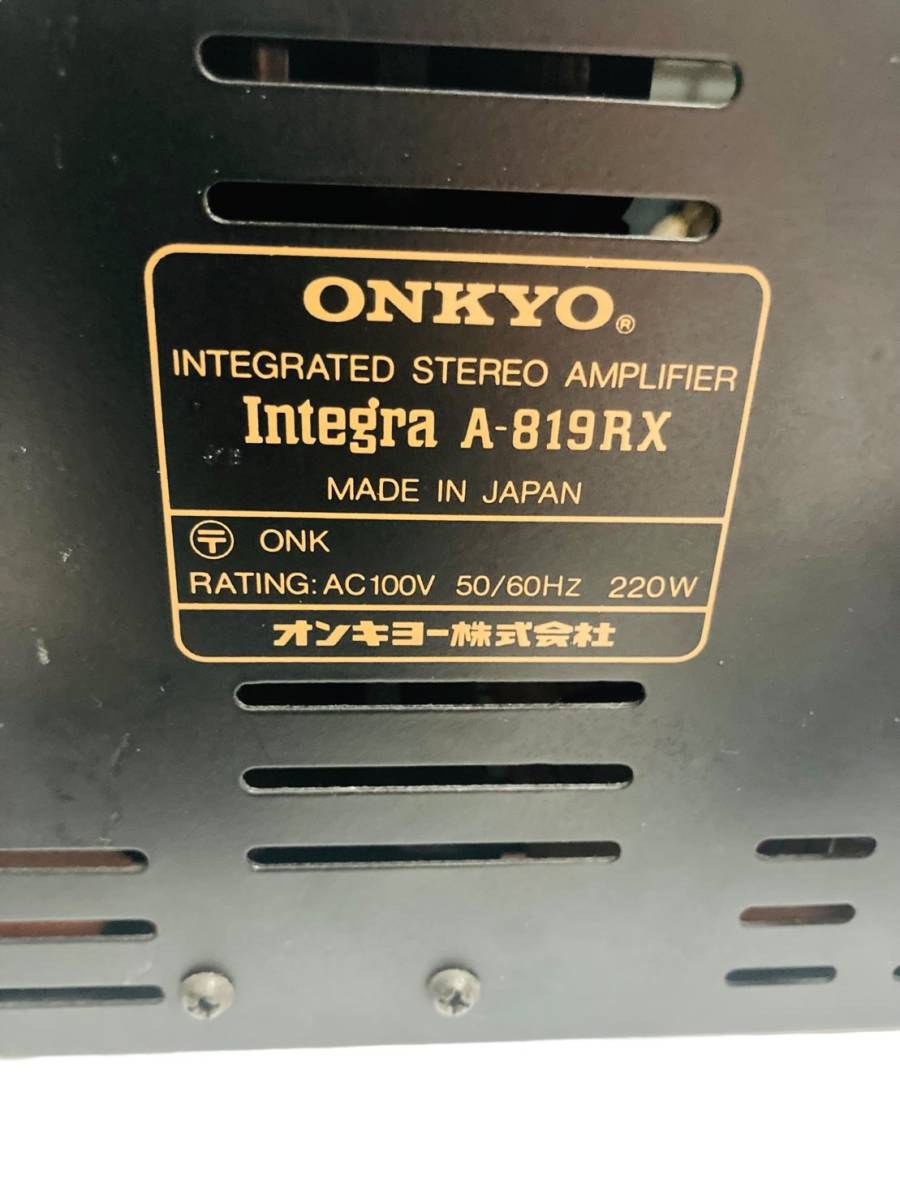 ONKYO®
INTEGRATED STEREO AMPLIFIER
Integra A-819RX
MADE IN JAPAN
〒 ONK
RATING: AC100V 50/60Hz 220W
オンキヨー株式会社